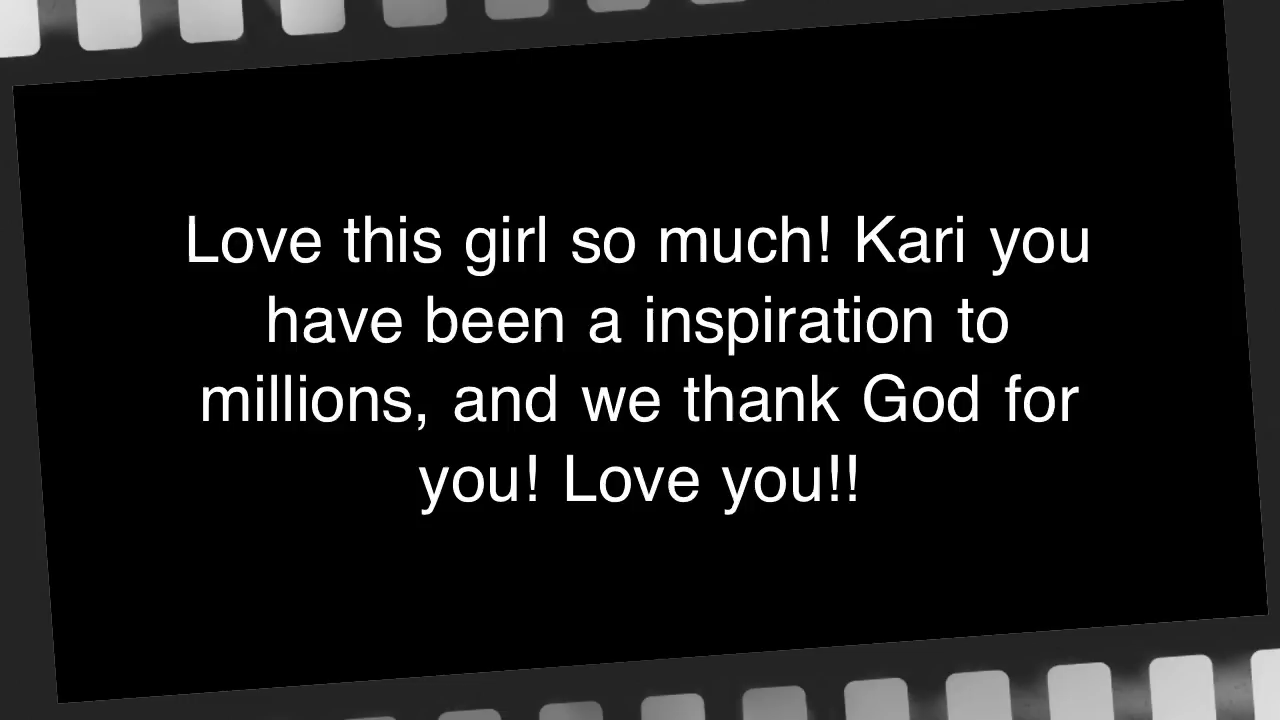 Love this girl so much! Kari you
have been a inspiration to
millions, and we thank God for
you! Love you!!